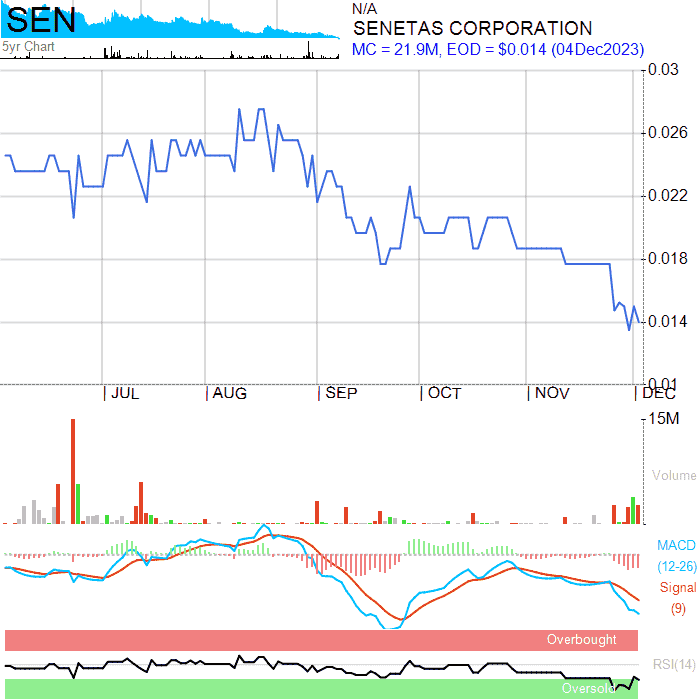 SEN
5yr Chart
N/A
SENETAS CORPORATION
MC = 21.9M, EOD = $0.014 (04Dec2023)
0.03
0.026
0.022
0.018
0.014
0.01
JUL AUG SEP OCT NOV DEC
15M
Volume
MACD
(12-26)
Signal
(9)
Overbought
RSI(14)
Oversold